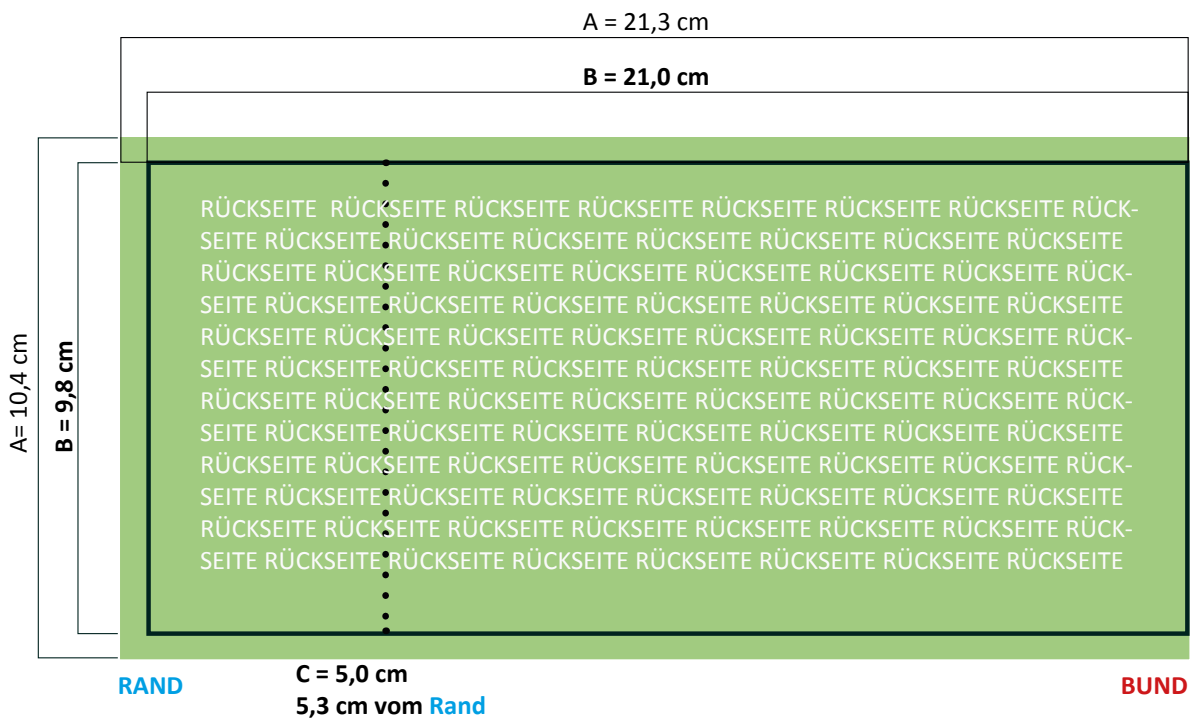 A = 21,3 cm
B = 21,0 cm
RÜCKSEITE  RÜCKSEITE RÜCKSEITE RÜCKSEITE RÜCKSEITE RÜCKSEITE RÜCKSEITE RÜCK-
SEITE RÜCKSEITE RÜCKSEITE RÜCKSEITE RÜCKSEITE RÜCKSEITE RÜCKSEITE RÜCKSEITE
RÜCKSEITE RÜCKSEITE RÜCKSEITE RÜCKSEITE RÜCKSEITE RÜCKSEITE RÜCKSEITE RÜCK-
SEITE RÜCKSEITE RÜCKSEITE RÜCKSEITE RÜCKSEITE RÜCKSEITE RÜCKSEITE RÜCKSEITE
RÜCKSEITE RÜCKSEITE RÜCKSEITE RÜCKSEITE RÜCKSEITE RÜCKSEITE RÜCKSEITE RÜCK-
SEITE RÜCKSEITE RÜCKSEITE RÜCKSEITE RÜCKSEITE RÜCKSEITE RÜCKSEITE RÜCKSEITE
RÜCKSEITE RÜCKSEITE RÜCKSEITE RÜCKSEITE RÜCKSEITE RÜCKSEITE RÜCKSEITE RÜCK-
SEITE RÜCKSEITE RÜCKSEITE RÜCKSEITE RÜCKSEITE RÜCKSEITE RÜCKSEITE RÜCKSEITE
RÜCKSEITE RÜCKSEITE RÜCKSEITE RÜCKSEITE RÜCKSEITE RÜCKSEITE RÜCKSEITE RÜCK-
SEITE RÜCKSEITE RÜCKSEITE RÜCKSEITE RÜCKSEITE RÜCKSEITE RÜCKSEITE RÜCKSEITE
RÜCKSEITE RÜCKSEITE RÜCKSEITE RÜCKSEITE RÜCKSEITE RÜCKSEITE RÜCKSEITE RÜCK-
SEITE RÜCKSEITE RÜCKSEITE RÜCKSEITE RÜCKSEITE RÜCKSEITE RÜCKSEITE RÜCKSEITE
A= 10,4 cm
B = 9,8 cm
RAND
C = 5,0 cm
5,3 cm vom Rand
BUND